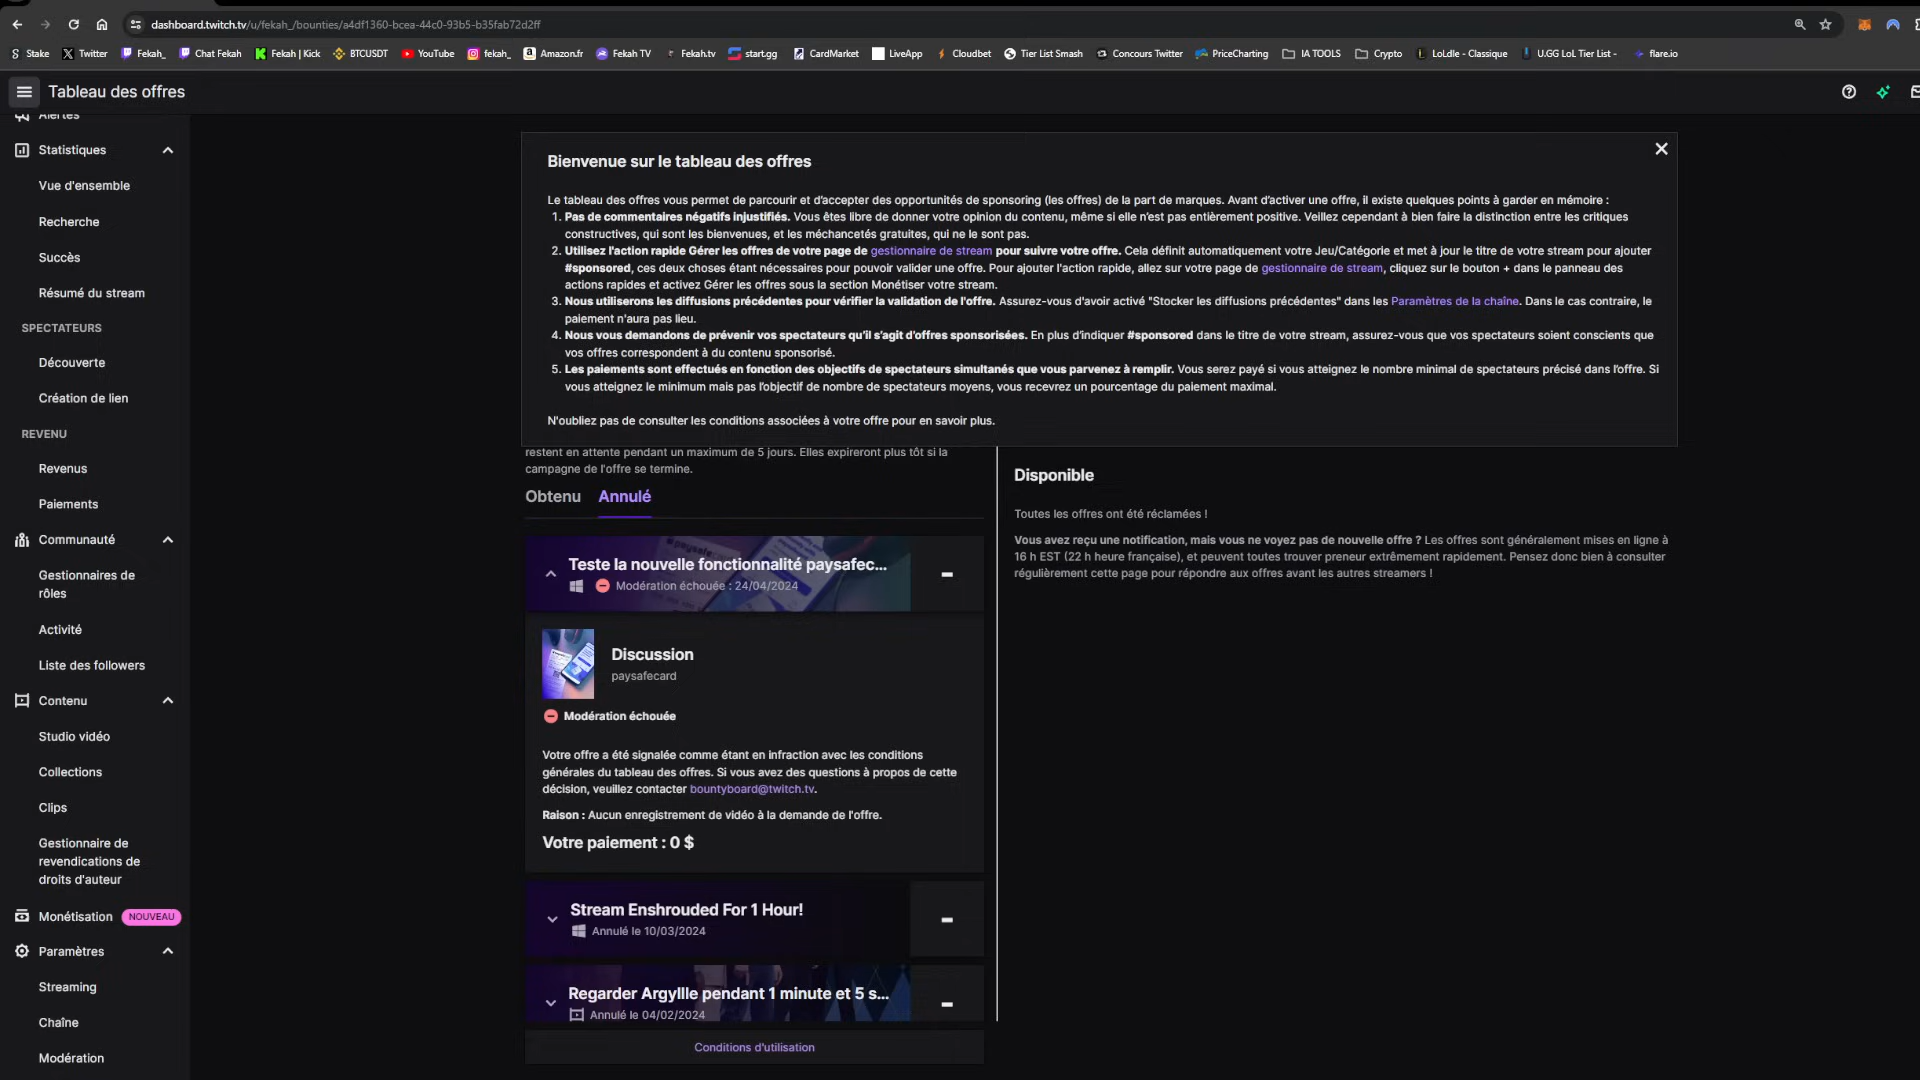 dashboard.twitch.tv/u/fekah_/bounties/a4df1360-bcea-44c0-93b5-b35fab72d2ff
Stake Twitter Fekah_ Chat Fekah Fekah | Kick BTCUSDT YouTube fekah_ Amazon.fr Fekah TV Fekah.tv start.gg CardMarket LiveApp Cloudbet Tier List Smash Concours Twitter PriceCharting IA TOOLS Crypto LoLdle - Classique U.GG LoL Tier List - flare.io
Tableau des offres
Alertes
Statistiques
Vue d'ensemble
Recherche
Succès
Résumé du stream
SPECTATEURS
Découverte
Création de lien
REVENU
Revenus
Paiements
Communauté
Gestionnaires de
rôles
Activité
Liste des followers
Contenu
Studio vidéo
Collections
Clips
Gestionnaire de
revendications de
droits d'auteur
Monétisation NOUVEAU
Paramètres
Streaming
Chaîne
Modération
Bienvenue sur le tableau des offres
Le tableau des offres vous permet de parcourir et d'accepter des opportunités de sponsoring (les offres) de la part de marques. Avant d'activer une offre, il existe quelques points à garder en mémoire :
1. Pas de commentaires négatifs injustifiés. Vous êtes libre de donner votre opinion du contenu, même si elle n'est pas entièrement positive. Veillez cependant à bien faire la distinction entre les critiques
constructives, qui sont les bienvenues, et les méchancetés gratuites, qui ne le sont pas.
2. Utilisez l'action rapide Gérer les offres de votre page de gestionnaire de stream pour suivre votre offre. Cela définit automatiquement votre Jeu/Catégorie et met à jour le titre de votre stream pour ajouter
#sponsored, ces deux choses étant nécessaires pour pouvoir valider une offre. Pour ajouter l'action rapide, allez sur votre page de gestionnaire de stream, cliquez sur le bouton + dans le panneau des
actions rapides et activez Gérer les offres sous la section Monétiser votre stream.
3. Nous utiliserons les diffusions précédentes pour vérifier la validation de l'offre. Assurez-vous d'avoir activé "Stocker les diffusions précédentes" dans les Paramètres de la chaîne. Dans le cas contraire, le
paiement n'aura pas lieu.
4. Nous vous demandons de prévenir vos spectateurs qu'il s'agit d'offres sponsorisées. En plus d'indiquer #sponsored dans le titre de votre stream, assurez-vous que vos spectateurs soient conscients que
vos offres correspondent à du contenu sponsorisé.
5. Les paiements sont effectués en fonction des objectifs de spectateurs simultanés que vous parvenez à remplir. Vous serez payé si vous atteignez le nombre minimal de spectateurs précisé dans l'offre. Si
vous atteignez le minimum mais pas l'objectif de nombre de spectateurs moyens, vous recevrez un pourcentage du paiement maximal.
N'oubliez pas de consulter les conditions associées à votre offre pour en savoir plus.
restent en attente pendant un maximum de 5 jours. Elles expireront plus tôt si la
campagne de l'offre se termine.
Obtenu Annulé
Teste la nouvelle fonctionnalité paysafec...
Modération échouée : 24/04/2024
Discussion
paysafecard
Modération échouée
Votre offre a été signalée comme étant en infraction avec les conditions
générales du tableau des offres. Si vous avez des questions à propos de cette
décision, veuillez contacter bountyboard@twitch.tv.
Raison : Aucun enregistrement de vidéo à la demande de l'offre.
Votre paiement : 0 $
Stream Enshrouded For 1 Hour!
Annulé le 10/03/2024
Regarder Argyllle pendant 1 minute et 5 s...
Annulé le 04/02/2024
Conditions d'utilisation
Disponible
Toutes les offres ont été réclamées !
Vous avez reçu une notification, mais vous ne voyez pas de nouvelle offre ? Les offres sont généralement mises en ligne à
16 h EST (22 h heure française), et peuvent toutes trouver preneur extrêmement rapidement. Pensez donc bien à consulter
régulièrement cette page pour répondre aux offres avant les autres streamers !